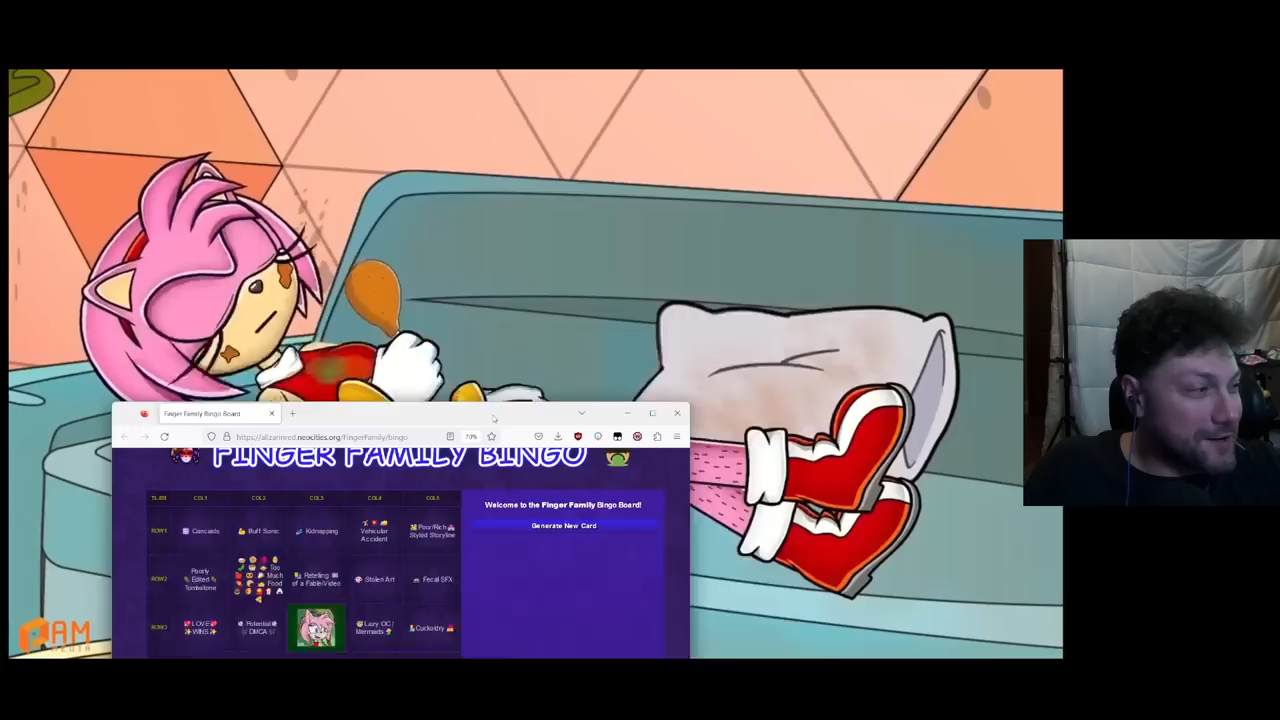 Finger Family Bingo Board
https://alizarinred.neocities.org/FingerFamily/bingo
70%
FINGER FAMILY BINGO
COL1 COL2 COL3 COL4 COL5
ROW1
Buff Sonic
Kidnapping
Vehicular
Accident
Poor/Rich
Styled Storyline
ROW2
Poorly
Edited
Tombstone
Too
Much
Food
Retelling
of a Fable/Video
Stolen Art
Fecal SFX
ROW3
LOVE
WINS
Potential
DMCA
Lazy OC /
Mermaids
Cuckoldry
Welcome to the Finger Family Bingo Board!
Generate New Card